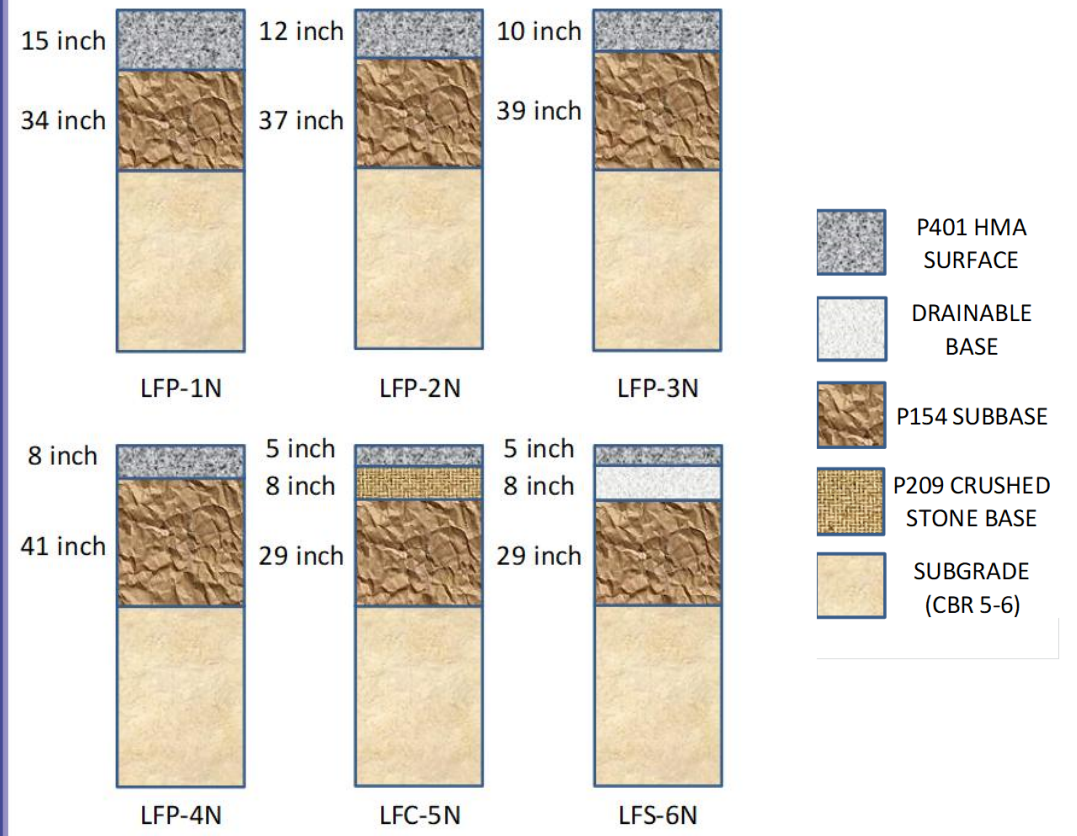 15 inch
34 inch
LFP-1N
12 inch
37 inch
LFP-2N
10 inch
39 inch
LFP-3N
8 inch
41 inch
LFP-4N
5 inch
8 inch
29 inch
LFC-5N
5 inch
8 inch
29 inch
LFS-6N
P401 HMA
SURFACE
DRAINABLE
BASE
P154 SUBBASE
P209 CRUSHED
STONE BASE
SUBGRADE
(CBR 5-6)